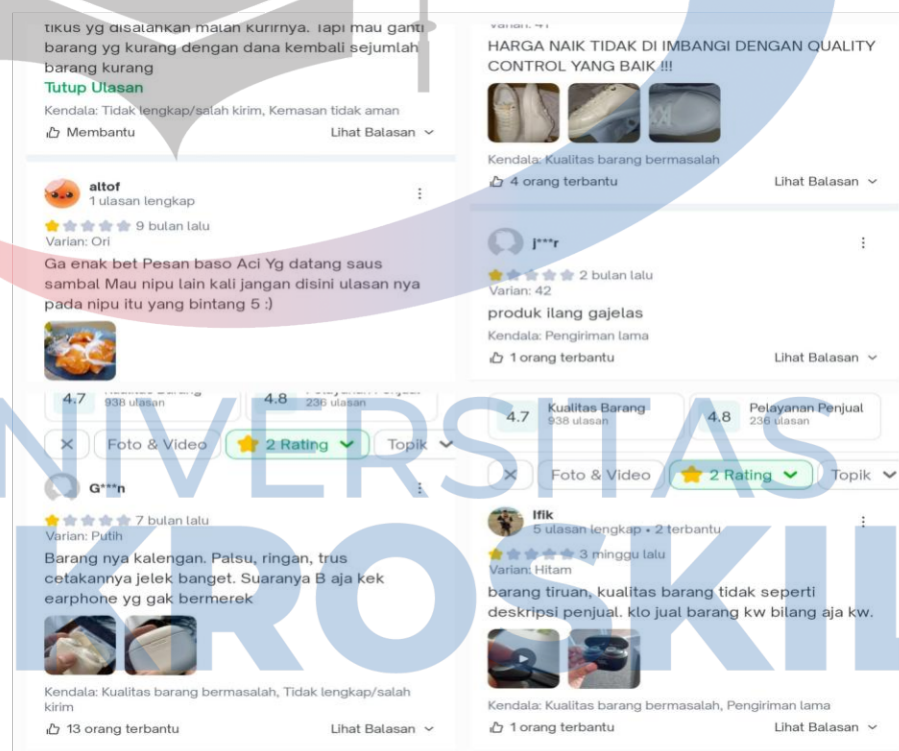 tikus yg disalahkan malah kurirnya. Tapi mau ganti
barang yg kurang dengan dana kembali sejumlah
barang kurang
Tutup Ulasan
Kendala: Tidak lengkap/salah kirim, Kemasan tidak aman
Membantu
Lihat Balasan
altof
1 ulasan lengkap
9 bulan lalu
Varian: Ori
Ga enak bet Pesan baso Aci Yg datang saus
sambal Mau nipu lain kali jangan disini ulasan nya
pada nipu itu yang bintang 5 :)
Varian: 41
HARGA NAIK TIDAK DI IMBANGI DENGAN QUALITY
CONTROL YANG BAIK !!!
Kendala: Kualitas barang bermasalah
4 orang terbantu
Lihat Balasan
j***r
2 bulan lalu
Varian: 42
produk ilang gajelas
Kendala: Pengiriman lama
1 orang terbantu
Lihat Balasan
4.7
Kualitas Barang
938 ulasan
4.8
Pelayanan Penjual
236 ulasan
Foto & Video
2 Rating
Topik
G***n
7 bulan lalu
Varian: Putih
Barang nya kalengan. Palsu, ringan, trus
cetakannya jelek banget. Suaranya B aja kek
earphone yg gak bermerek
Kendala: Kualitas barang bermasalah, Tidak lengkap/salah
kirim
13 orang terbantu
Lihat Balasan
4.7
Kualitas Barang
938 ulasan
4.8
Pelayanan Penjual
236 ulasan
Foto & Video
2 Rating
Topik
Ifik
5 ulasan lengkap • 2 terbantu
3 minggu lalu
Varian: Hitam
barang tiruan, kualitas barang tidak seperti
deskripsi penjual. klo jual barang kw bilang aja kw.
Kendala: Kualitas barang bermasalah, Pengiriman lama
1 orang terbantu
Lihat Balasan
NIVERSITAS
KROSKIL